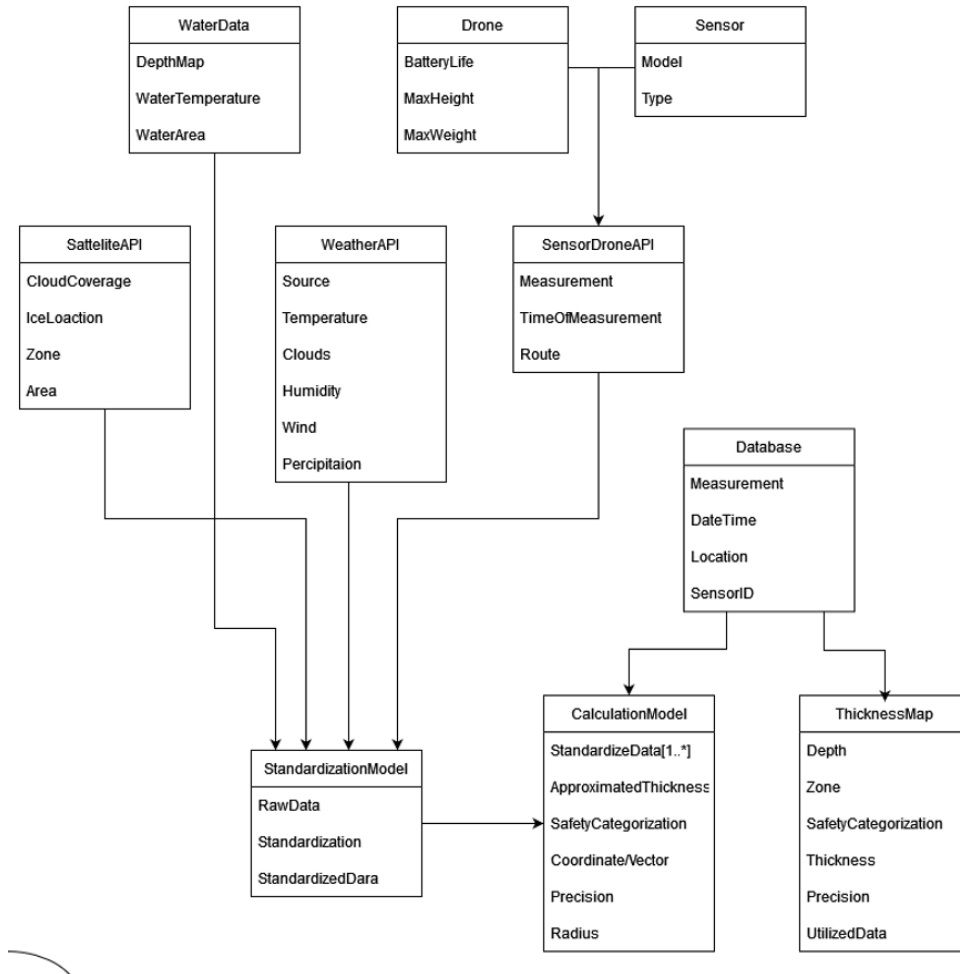 WaterData
DepthMap
WaterTemperature
WaterArea
Drone
BatteryLife
MaxHeight
MaxWeight
Sensor
Model
Type
SatteliteAPI
CloudCoverage
IceLoaction
Zone
Area
WeatherAPI
Source
Temperature
Clouds
Humidity
Wind
Percipitaion
SensorDroneAPI
Measurement
TimeOfMeasurement
Route
Database
Measurement
DateTime
Location
SensorID
StandardizationModel
RawData
Standardization
StandardizedDara
CalculationModel
StandardizeData[1..*]
ApproximatedThickness
SafetyCategorization
Coordinate/Vector
Precision
Radius
ThicknessMap
Depth
Zone
SafetyCategorization
Thickness
Precision
UtilizedData